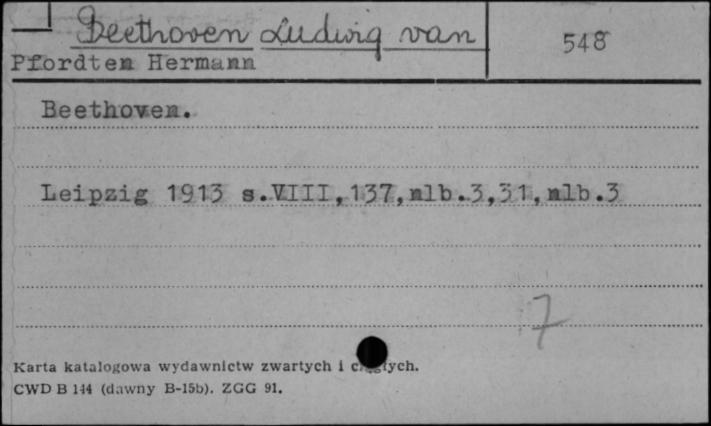 Beethoven Ludwig van
548
Pfordten Hermann
Beethoven.
Leipzig 1913 s.VIII,137,nlb.3,31,nlb.3
7
Karta katalogowa wydawnictw zwartych i ciągłych.
CWD B 144 (dawny B-15b). ZGG 91.